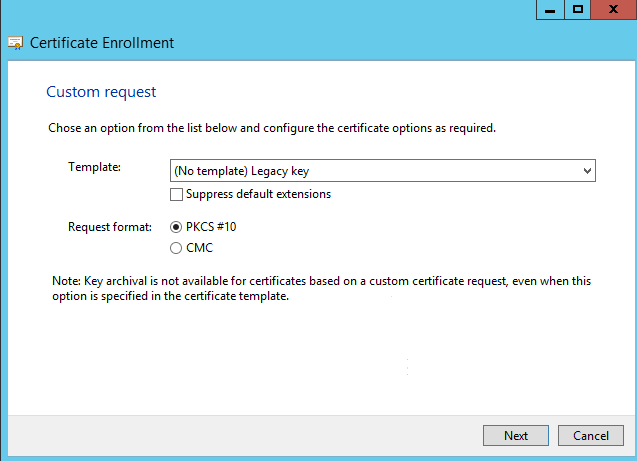 Certificate Enrollment
Custom request
Chose an option from the list below and configure the certificate options as required.
Template:
(No template) Legacy key
Suppress default extensions
Request format:
PKCS #10
CMC
Note: Key archival is not available for certificates based on a custom certificate request, even when this
option is specified in the certificate template.
Next
Cancel